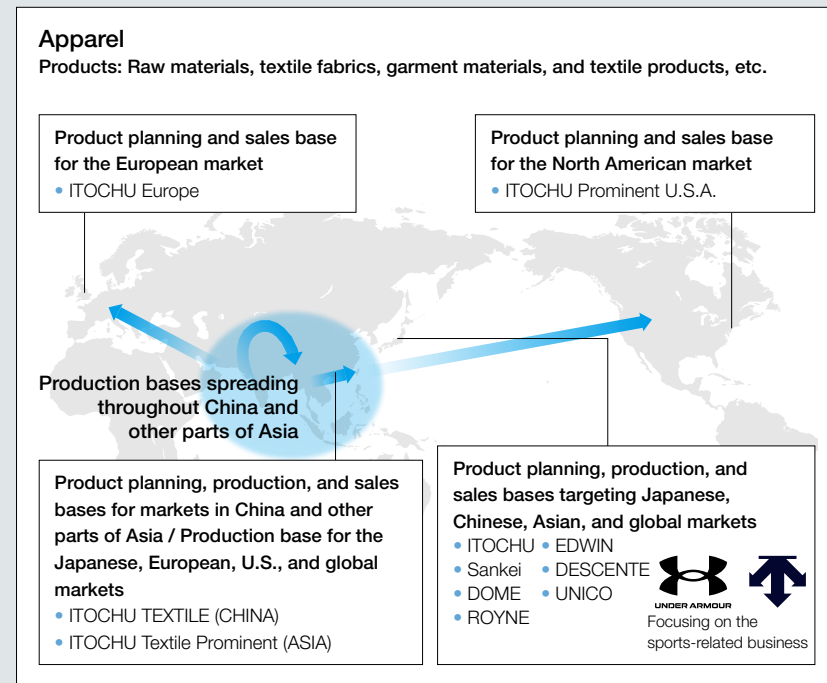 Apparel
Products: Raw materials, textile fabrics, garment materials, and textile products, etc.
Product planning and sales base
for the European market
• ITOCHU Europe
Product planning and sales base
for the North American market
• ITOCHU Prominent U.S.A.
Production bases spreading
throughout China and
other parts of Asia
Product planning, production, and sales
bases for markets in China and other
parts of Asia / Production base for the
Japanese, European, U.S., and global
markets
• ITOCHU TEXTILE (CHINA)
• ITOCHU Textile Prominent (ASIA)
Product planning, production, and
sales bases targeting Japanese,
Chinese, Asian, and global markets
• ITOCHU • EDWIN
• Sankei • DESCENTE
• DOME • UNICO
• ROYNE
UNDER ARMOUR
Focusing on the
sports-related business